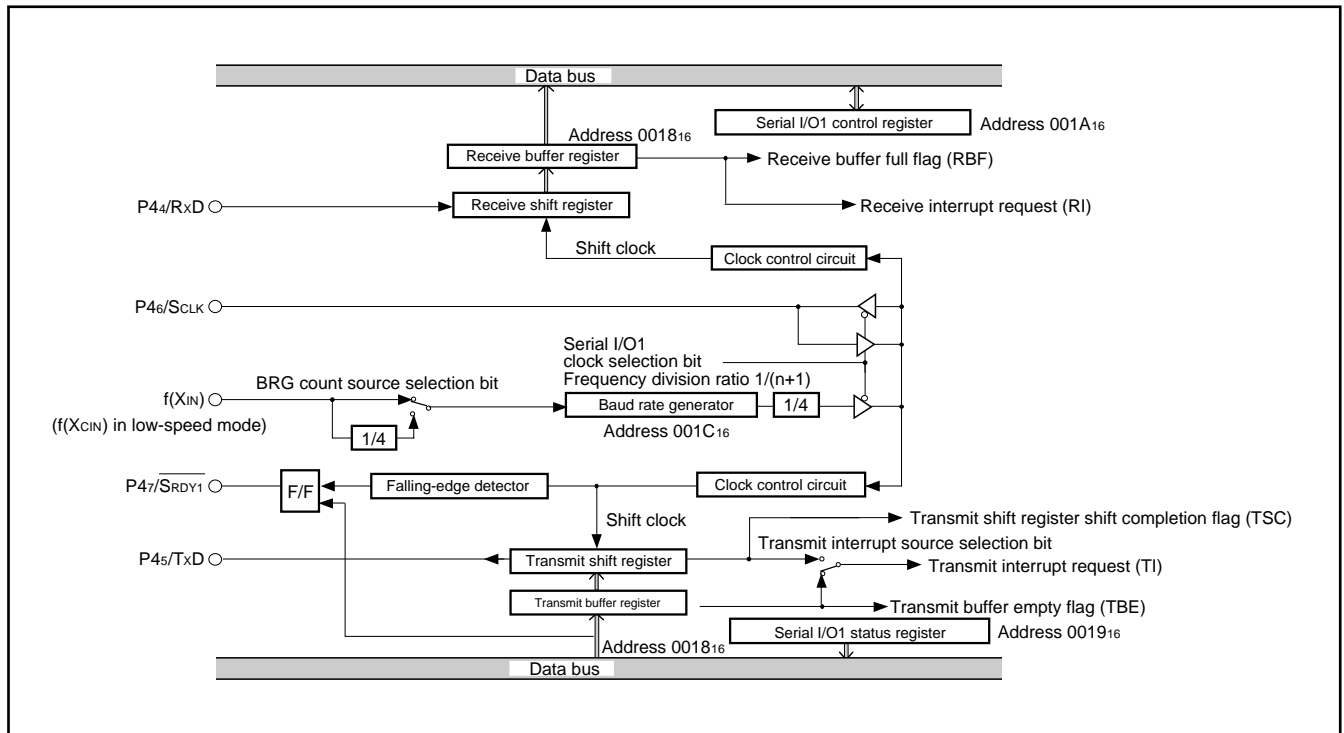 Data bus
Address 0018₁₆
Serial I/O1 control register
Address 001A₁₆
Receive buffer register
Receive buffer full flag (RBF)
P4₄/RxD
Receive shift register
Receive interrupt request (RI)
Shift clock
Clock control circuit
P4₆/SCLK
Serial I/O1
clock selection bit
BRG count source selection bit
Frequency division ratio 1/(n+1)
f(XIN)
Baud rate generator
1/4
(f(XCIN) in low-speed mode)
1/4
Address 001C₁₆
P4₇/S̅R̅D̅Y̅1̅
F/F
Falling-edge detector
Clock control circuit
Shift clock
Transmit shift register shift completion flag (TSC)
P4₅/TxD
Transmit shift register
Transmit interrupt source selection bit
Transmit interrupt request (TI)
Transmit buffer register
Transmit buffer empty flag (TBE)
Address 0018₁₆
Serial I/O1 status register
Address 0019₁₆
Data bus